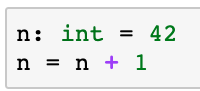 n: int = 42
n = n + 1